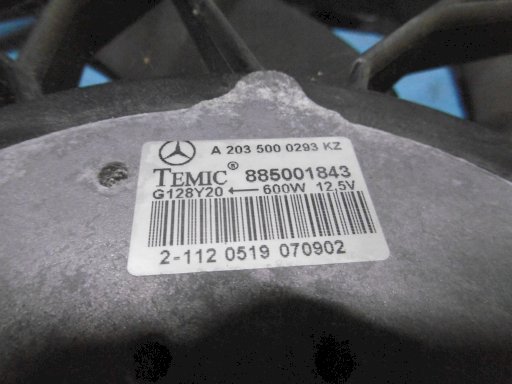 A 203 500 0293 KZ
TEMIC® 885001843
G128Y20 ← 600W 12,5V
2-112 0519 070902